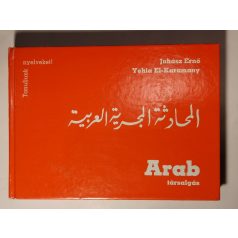 Juhász Ernő
Yehia El-Karamany
Tanuljunk nyelveket!
المحادثة المجرية العربية
Arab
társalgás